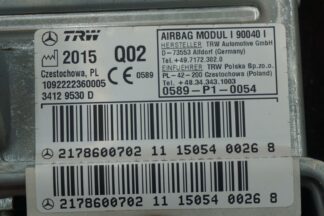 TRW
2015 Q02
Czestochowa, PL
CE 0589
1092222360005
3412 9530 D
AIRBAG MODUL I 90040 I
HERSTELLER TRW Automotive GmbH
D-73553 Alfdorf (Germany)
Tel. +49.7172.302.0
EINFUEHRER: TRW Polska Sp.zo.o.
PL-42-200 Czestochowa (Poland)
Tel. +48.34.343.1003
0589-P1-0054
2178600702 11 15054 0026 8
2178600702 11 15054 0026 8